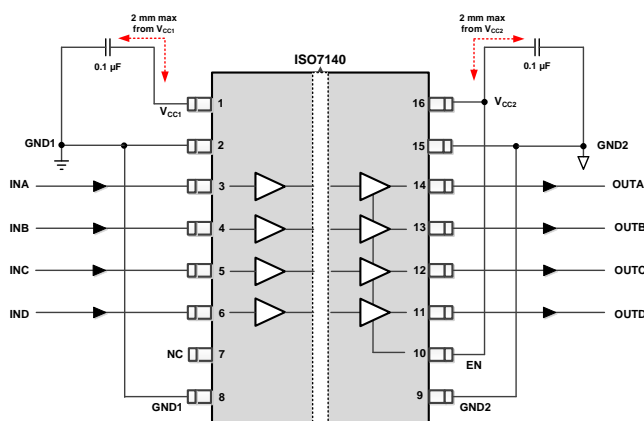 2 mm max
from VCC1
2 mm max
from VCC2
0.1 µF
ISO7140
0.1 µF
VCC1
1
16
VCC2
GND1
2
15
GND2
INA
3
14
OUTA
INB
4
13
OUTB
INC
5
12
OUTC
IND
6
11
OUTD
NC
7
10
EN
GND1
8
9
GND2